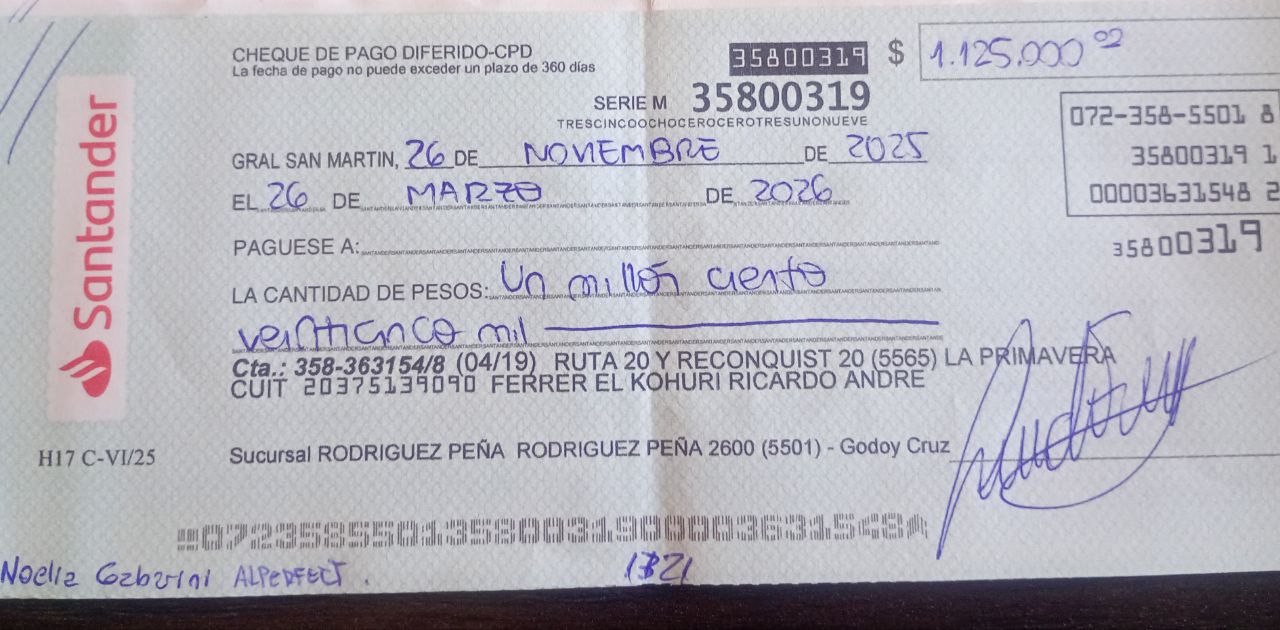 Santander
CHEQUE DE PAGO DIFERIDO-CPD
La fecha de pago no puede exceder un plazo de 360 días
35800319 $ 1.125.000
SERIE M 35800319
TRESCINCOOCHOCEROCEROTRESUNONUEVE
072-358-5501 8
35800319 1
00003631548 2
35800319
GRAL SAN MARTIN, 26 DE NOVIEMBRE DE 2025
EL 26 DE MARZO DE 2026
PAGUESE A:
LA CANTIDAD DE PESOS: Un millón ciento
veinticinco mil
Cta.: 358-363154/8 (04/19) RUTA 20 Y RECONQUIST 20 (5565) LA PRIMAVERA
CUIT 20375139090 FERRER EL KOHURI RICARDO ANDRE
H17 C-VI/25
Sucursal RODRIGUEZ PEÑA RODRIGUEZ PEÑA 2600 (5501) - Godoy Cruz
07235855013580031900003631548
Noelia ALPERFECT.